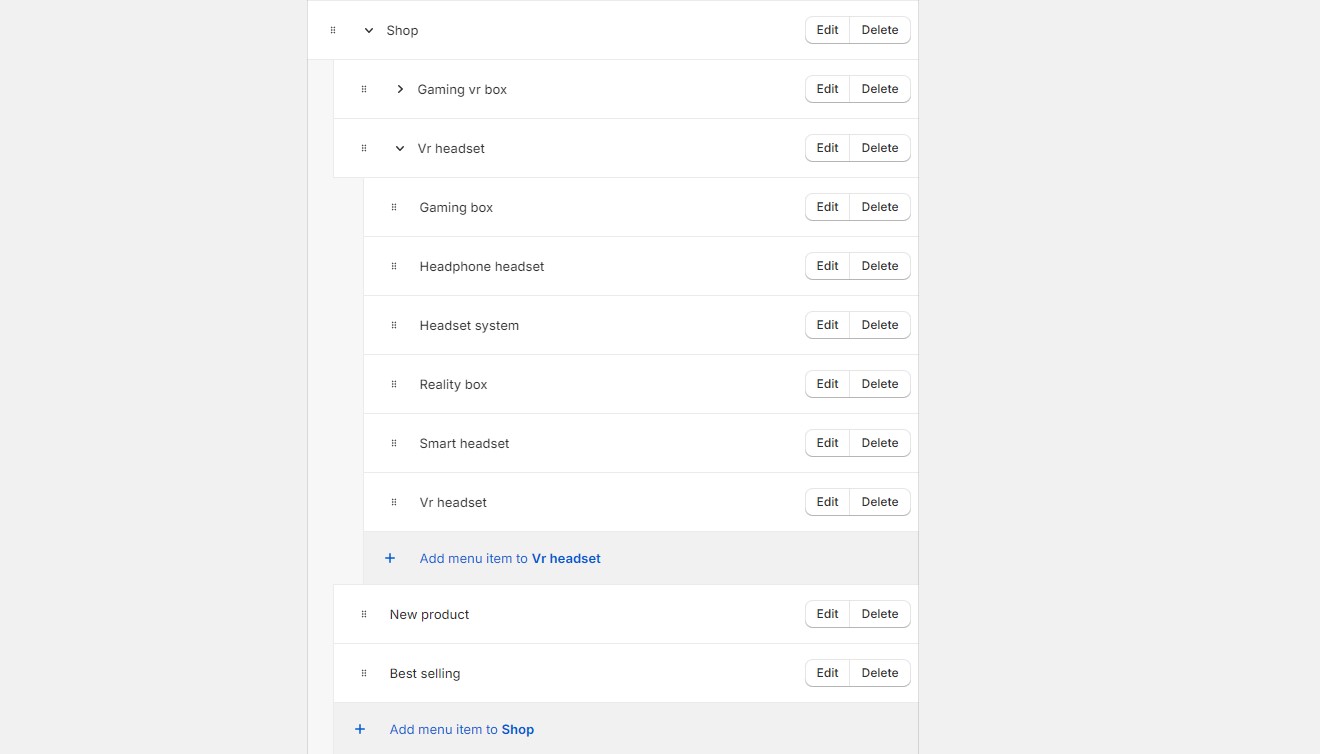 Shop Edit Delete
Gaming vr box Edit Delete
Vr headset Edit Delete
Gaming box Edit Delete
Headphone headset Edit Delete
Headset system Edit Delete
Reality box Edit Delete
Smart headset Edit Delete
Vr headset Edit Delete
Add menu item to Vr headset
New product Edit Delete
Best selling Edit Delete
Add menu item to Shop